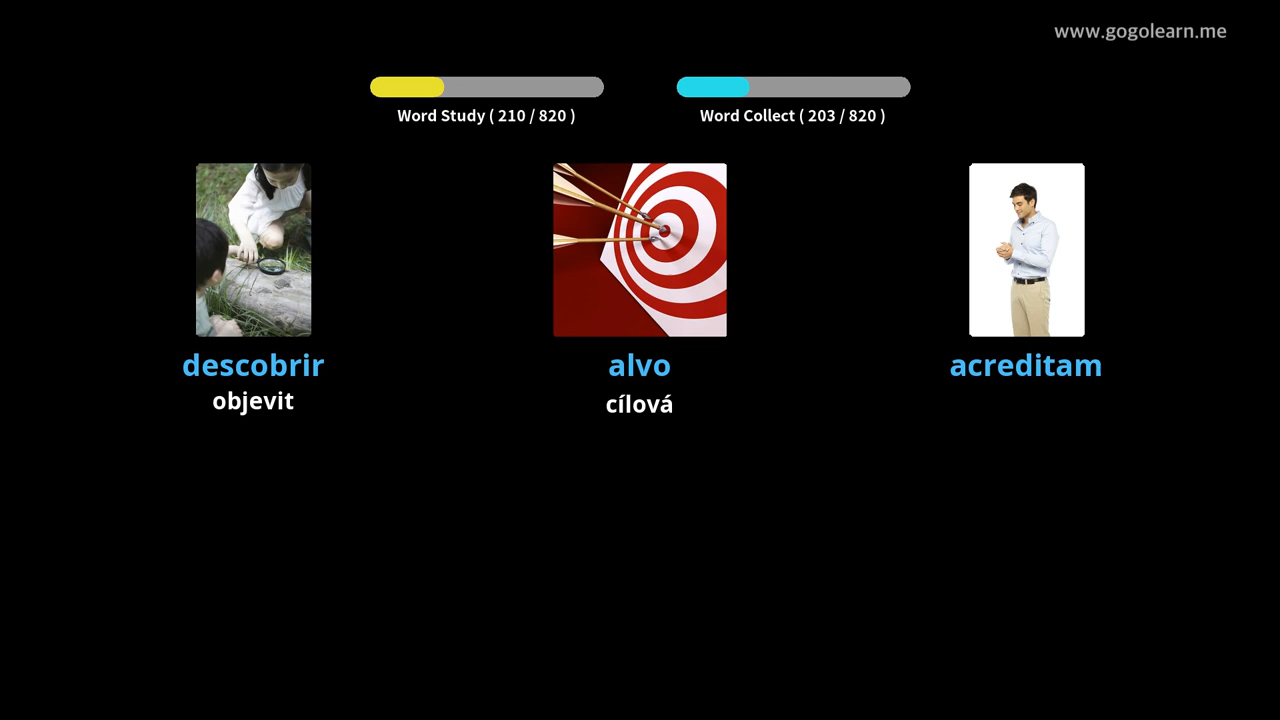 www.gogolearn.me
Word Study ( 210 / 820 )
Word Collect ( 203 / 820 )
descobrir
objevit
alvo
cílová
acreditam